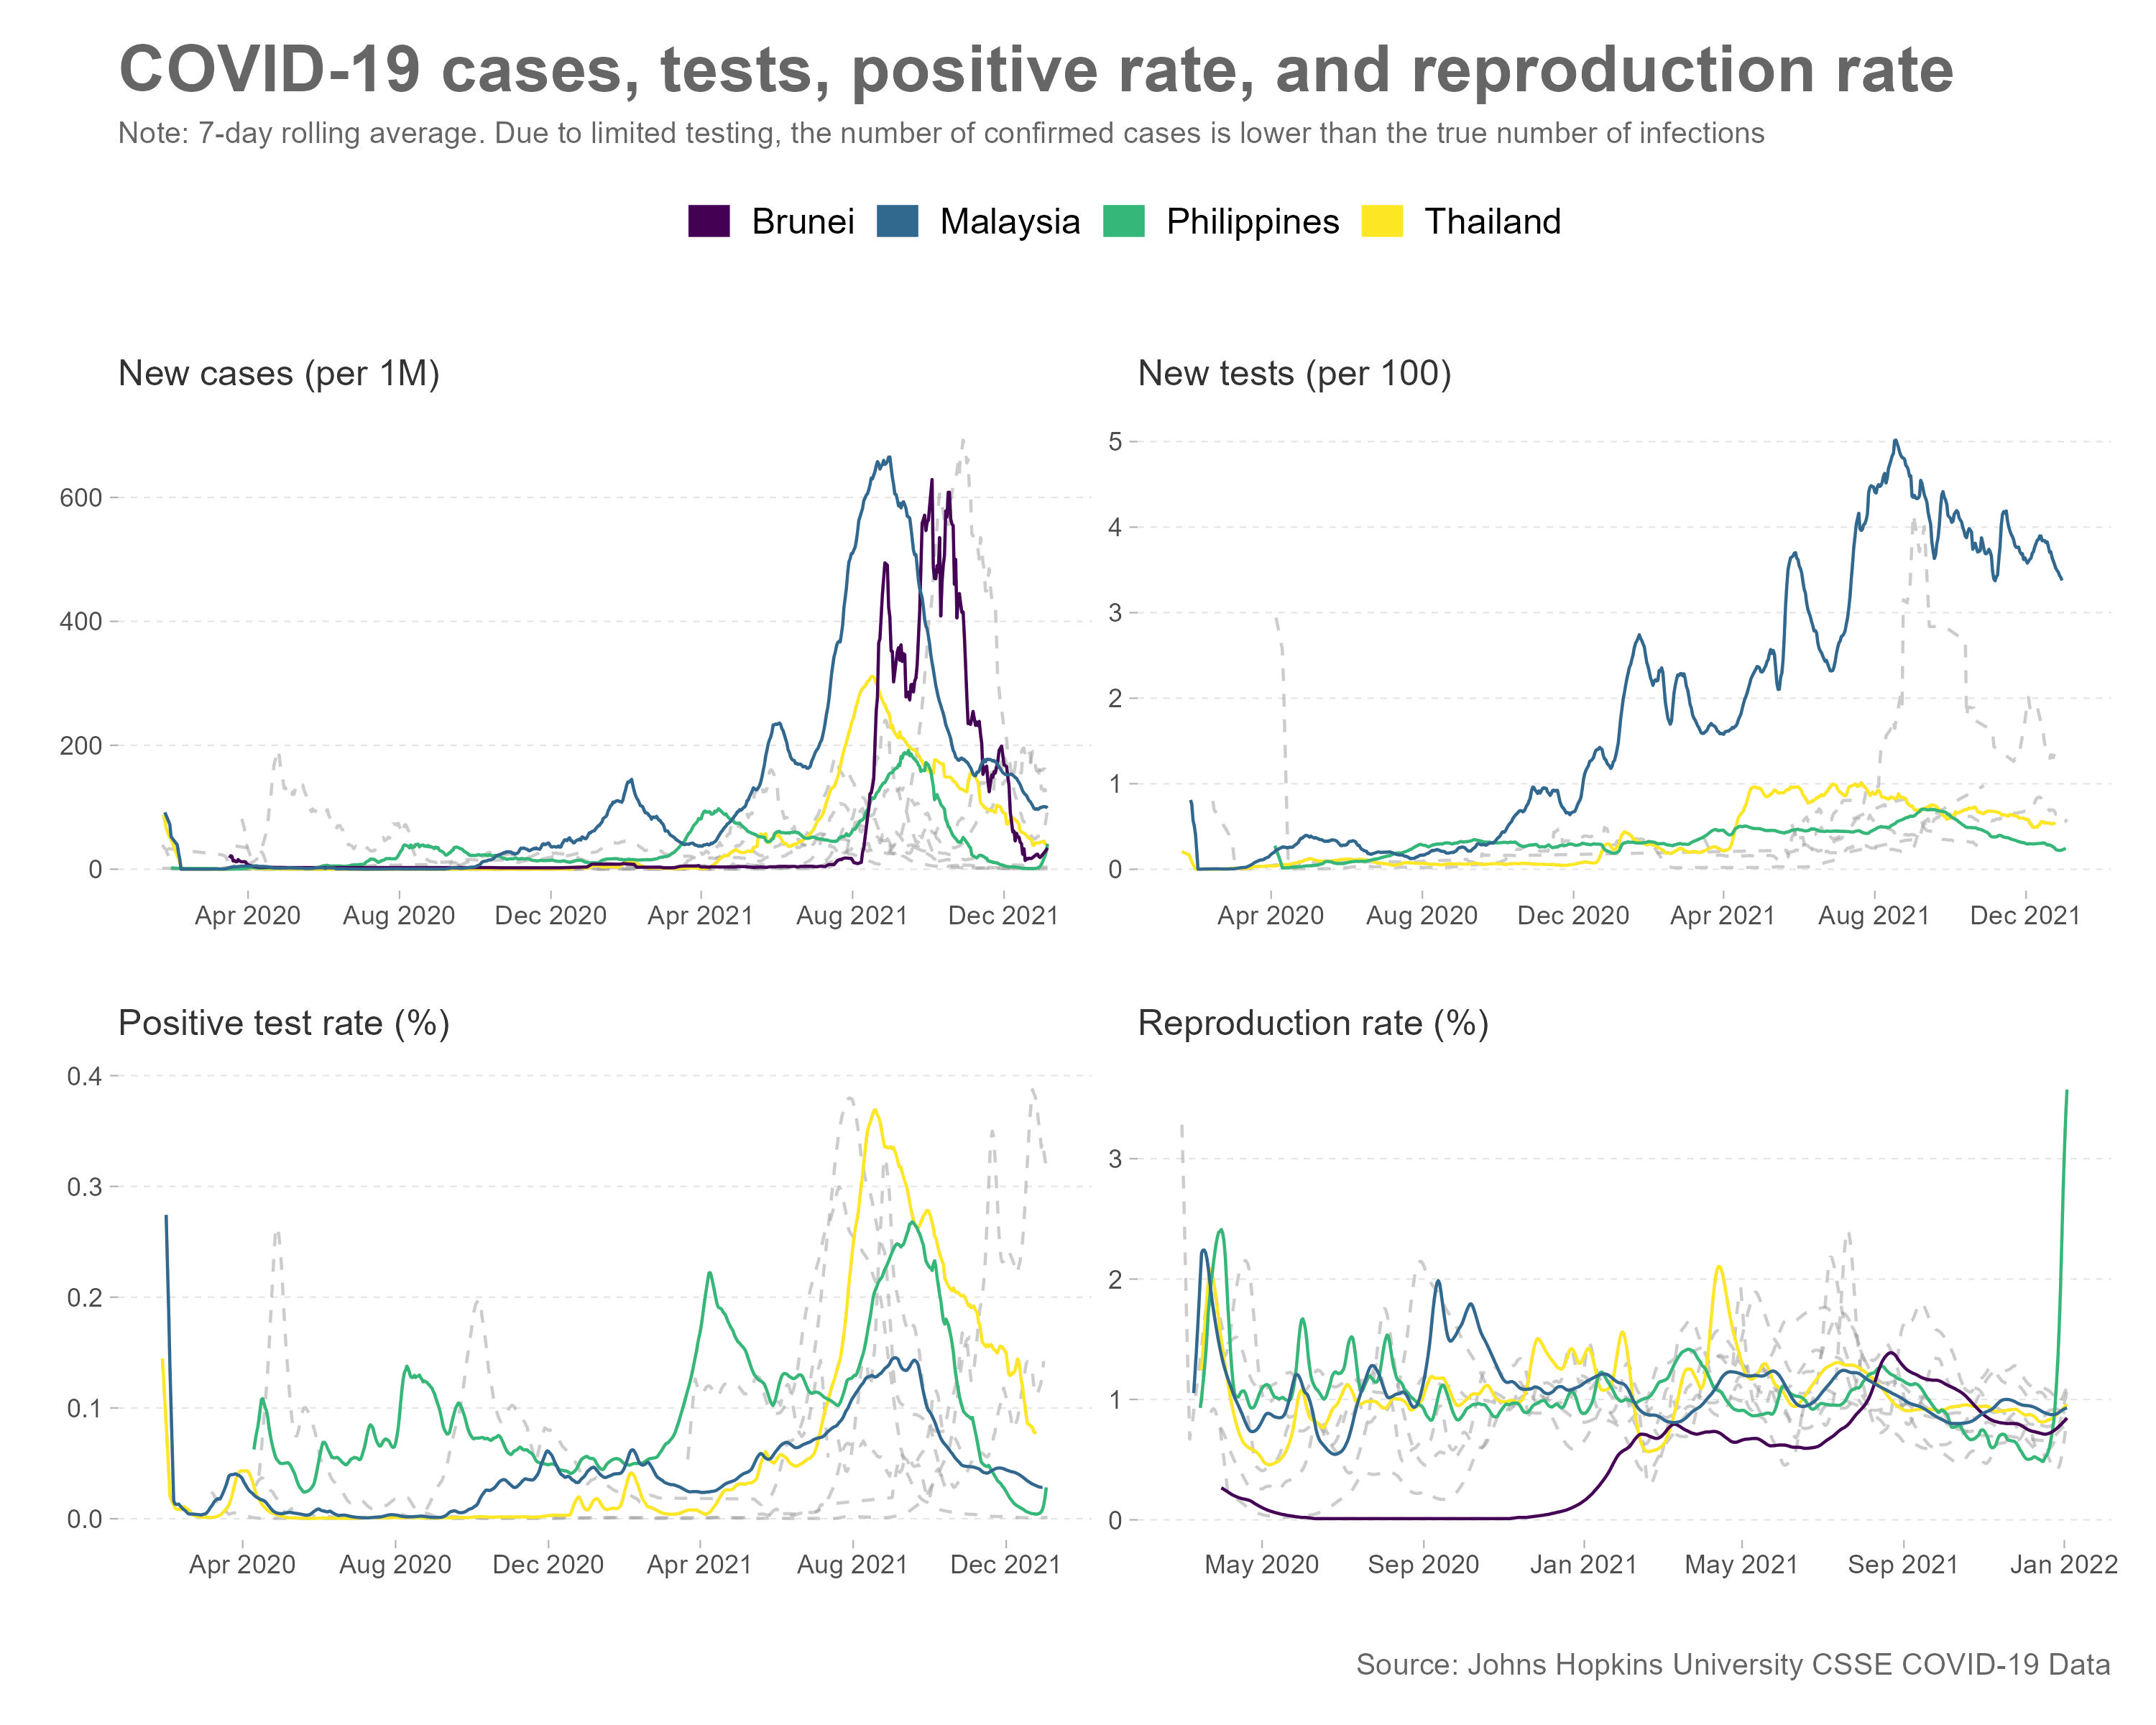 COVID-19 cases, tests, positive rate, and reproduction rate
Note: 7-day rolling average. Due to limited testing, the number of confirmed cases is lower than the true number of infections
Brunei Malaysia Philippines Thailand
New cases (per 1M)
600
400
200
0
Apr 2020 Aug 2020 Dec 2020 Apr 2021 Aug 2021 Dec 2021
New tests (per 100)
5
4
3
2
1
0
Apr 2020 Aug 2020 Dec 2020 Apr 2021 Aug 2021 Dec 2021
Positive test rate (%)
0.4
0.3
0.2
0.1
0.0
Apr 2020 Aug 2020 Dec 2020 Apr 2021 Aug 2021 Dec 2021
Reproduction rate (%)
3
2
1
0
May 2020 Sep 2020 Jan 2021 May 2021 Sep 2021 Jan 2022
Source: Johns Hopkins University CSSE COVID-19 Data